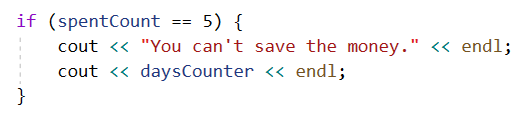 if (spentCount == 5) {
    cout << "You can't save the money." << endl;
    cout << daysCounter << endl;
}